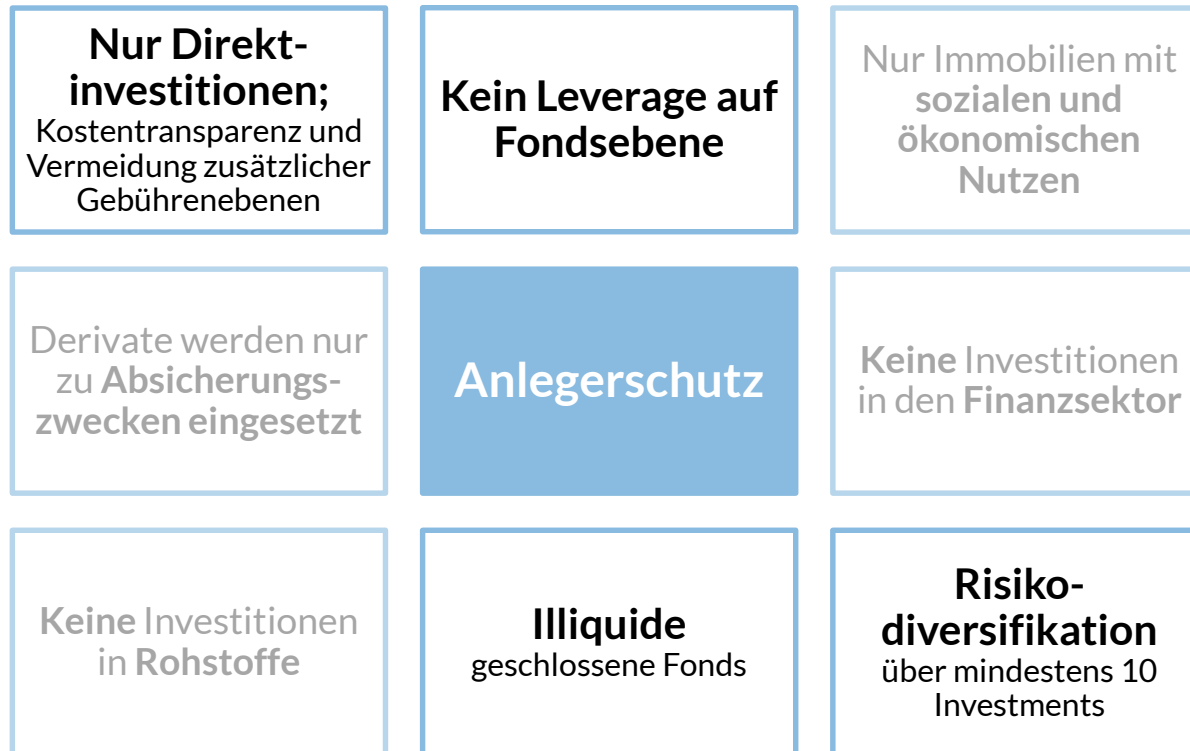 Nur Direkt-
investitionen;
Kostentransparenz und
Vermeidung zusätzlicher
Gebührenebenen
Kein Leverage auf
Fondsebene
Nur Immobilien mit
sozialen und
ökonomischen
Nutzen
Derivate werden nur
zu Absicherungs-
zwecken eingesetzt
Anlegerschutz
Keine Investitionen
in den Finanzsektor
Keine Investitionen
in Rohstoffe
Illiquide
geschlossene Fonds
Risiko-
diversifikation
über mindestens 10
Investments